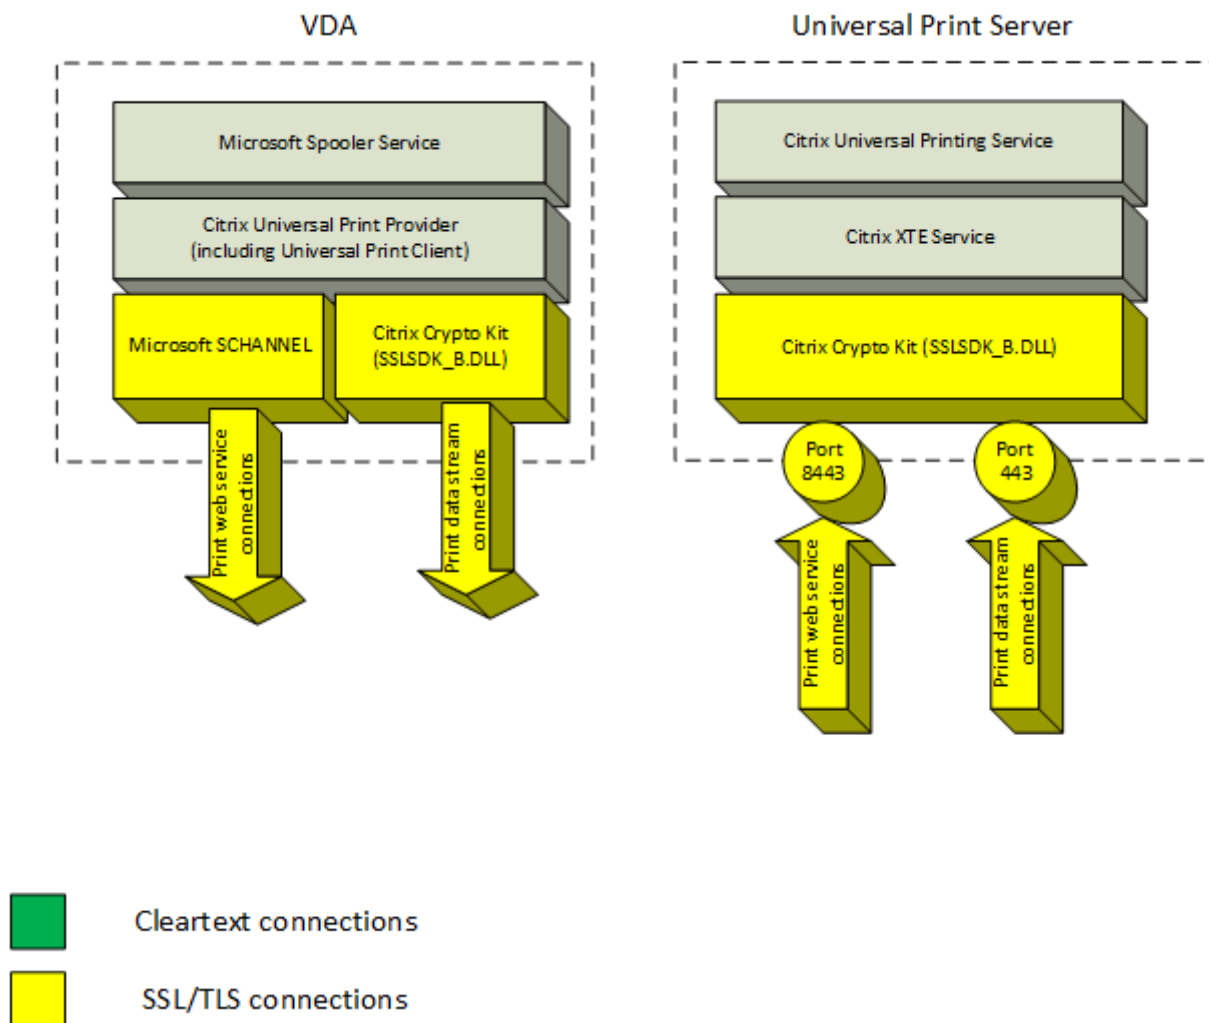 VDA
Microsoft Spooler Service
Citrix Universal Print Provider
(including Universal Print Client)
Microsoft SCHANNEL
Citrix Crypto Kit
(SSLSDK_B.DLL)
Print web service
connections
Print data stream
connections
Universal Print Server
Citrix Universal Printing Service
Citrix XTE Service
Citrix Crypto Kit (SSLSDK_B.DLL)
Port
8443
Port
443
Print web service
connections
Print data stream
connections
Cleartext connections
SSL/TLS connections